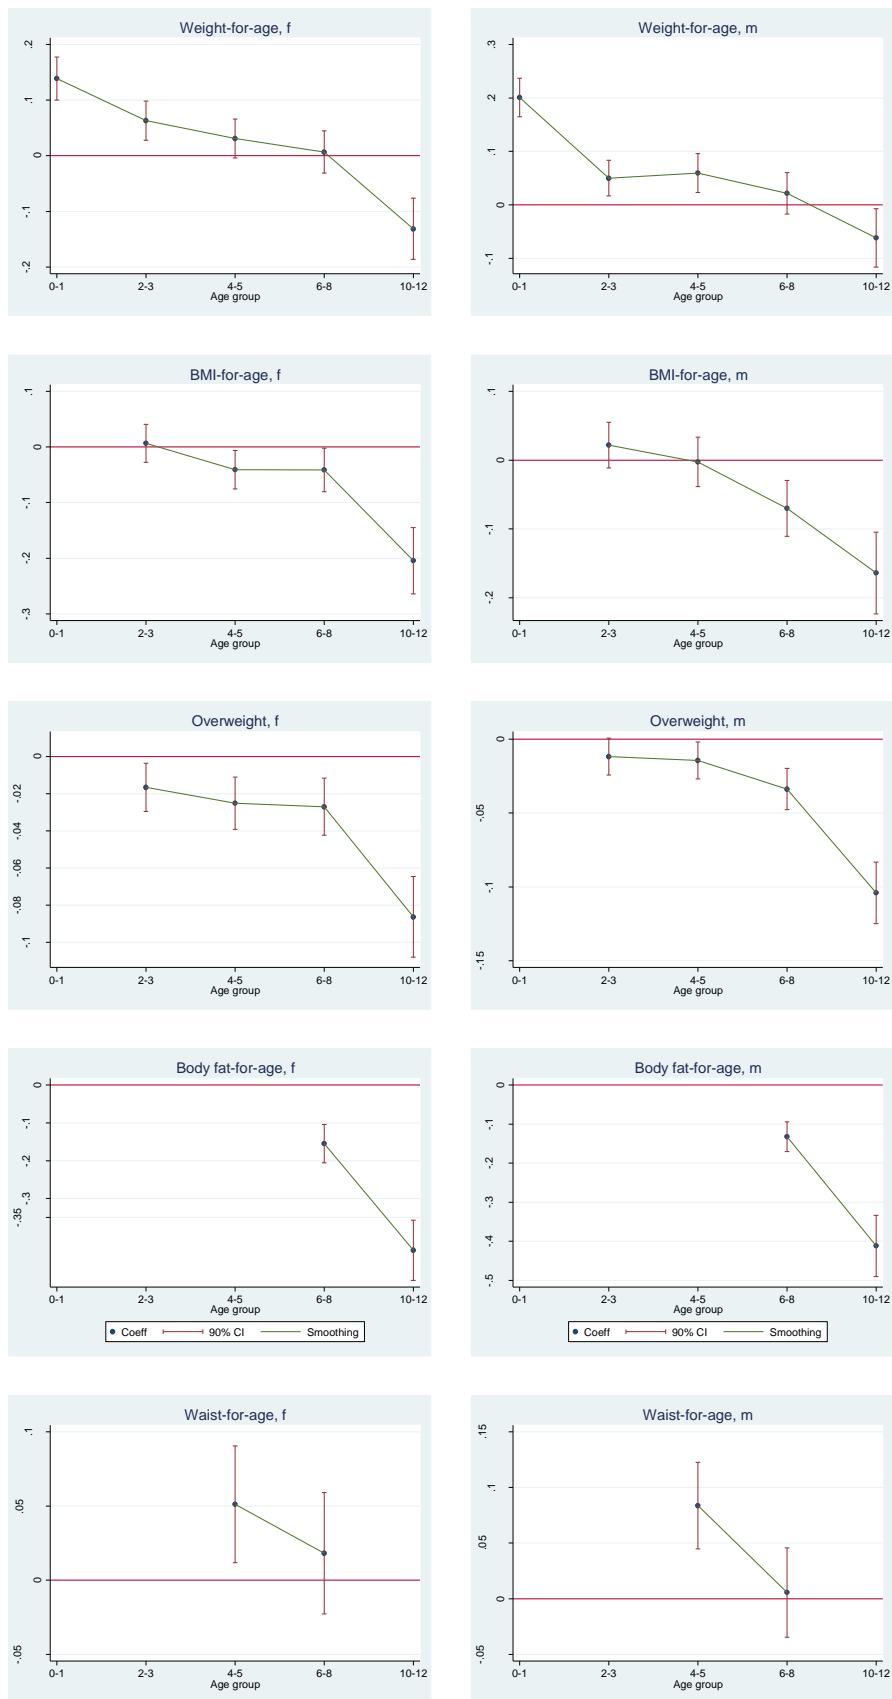 Weight-for-age, f
.2
.1
0
-.1
-.2
0-1 2-3 4-5 6-8 10-12
Age group
Weight-for-age, m
.3
.2
.1
0
-.1
0-1 2-3 4-5 6-8 10-12
Age group
BMI-for-age, f
.1
0
-.1
-.2
-.3
0-1 2-3 4-5 6-8 10-12
Age group
BMI-for-age, m
.1
0
-.1
-.2
0-1 2-3 4-5 6-8 10-12
Age group
Overweight, f
0
-.02
-.04
-.06
-.08
-.1
0-1 2-3 4-5 6-8 10-12
Age group
Overweight, m
0
-.05
-.1
-.15
0-1 2-3 4-5 6-8 10-12
Age group
Body fat-for-age, f
0
-.1
-.2
-.3
-.35
0-1 2-3 4-5 6-8 10-12
Age group
Coeff 90% CI Smoothing
Body fat-for-age, m
0
-.1
-.2
-.3
-.4
-.5
0-1 2-3 4-5 6-8 10-12
Age group
Coeff 90% CI Smoothing
Waist-for-age, f
.1
.05
0
-.05
0-1 2-3 4-5 6-8 10-12
Age group
Waist-for-age, m
.15
.1
.05
0
-.05
0-1 2-3 4-5 6-8 10-12
Age group